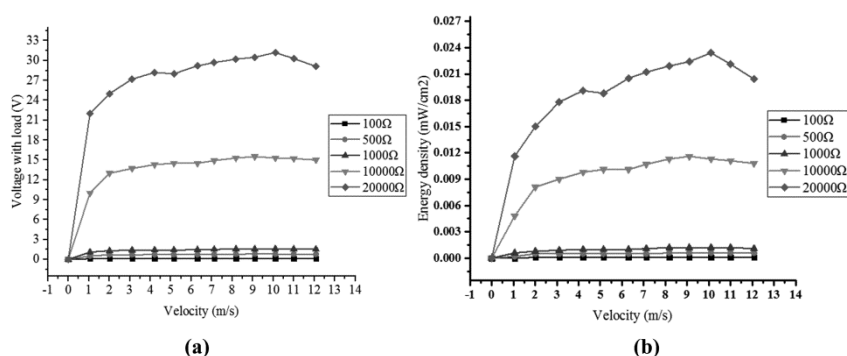 33
30
27
24
21
18
15
12
9
6
3
0
Voltage with load (V)
-1 0 1 2 3 4 5 6 7 8 9 10 11 12 13 14
Velocity (m/s)
100Ω
500Ω
1000Ω
10000Ω
20000Ω
(a)
0.024
0.021
0.018
0.015
0.012
0.009
0.006
0.003
0.000
Energy density (mW/cm2)
-1 0 1 2 3 4 5 6 7 8 9 10 11 12 13 14
Velocity (m/s)
100Ω
500Ω
1000Ω
10000Ω
20000Ω
(b)